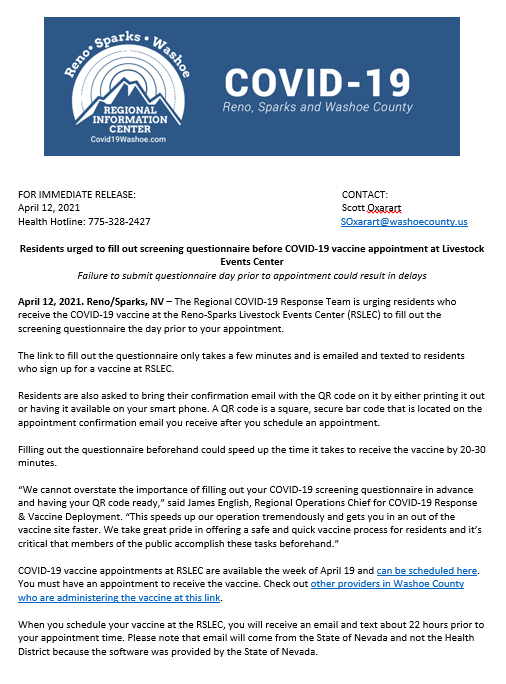 Reno • Sparks • Washoe
REGIONAL
INFORMATION
CENTER
Covid19Washoe.com
COVID-19
Reno, Sparks and Washoe County
FOR IMMEDIATE RELEASE: CONTACT:
April 12, 2021 Scott Oxarart
Health Hotline: 775-328-2427 SOxarart@washoecounty.us
Residents urged to fill out screening questionnaire before COVID-19 vaccine appointment at Livestock
Events Center
Failure to submit questionnaire day prior to appointment could result in delays
April 12, 2021. Reno/Sparks, NV – The Regional COVID-19 Response Team is urging residents who
receive the COVID-19 vaccine at the Reno-Sparks Livestock Events Center (RSLEC) to fill out the
screening questionnaire the day prior to your appointment.
The link to fill out the questionnaire only takes a few minutes and is emailed and texted to residents
who sign up for a vaccine at RSLEC.
Residents are also asked to bring their confirmation email with the QR code on it by either printing it out
or having it available on your smart phone. A QR code is a square, secure bar code that is located on the
appointment confirmation email you receive after you schedule an appointment.
Filling out the questionnaire beforehand could speed up the time it takes to receive the vaccine by 20-30
minutes.
“We cannot overstate the importance of filling out your COVID-19 screening questionnaire in advance
and having your QR code ready,” said James English, Regional Operations Chief for COVID-19 Response
& Vaccine Deployment. “This speeds up our operation tremendously and gets you in an out of the
vaccine site faster. We take great pride in offering a safe and quick vaccine process for residents and it’s
critical that members of the public accomplish these tasks beforehand.”
COVID-19 vaccine appointments at RSLEC are available the week of April 19 and can be scheduled here.
You must have an appointment to receive the vaccine. Check out other providers in Washoe County
who are administering the vaccine at this link.
When you schedule your vaccine at the RSLEC, you will receive an email and text about 22 hours prior to
your appointment time. Please note that email will come from the State of Nevada and not the Health
District because the software was provided by the State of Nevada.